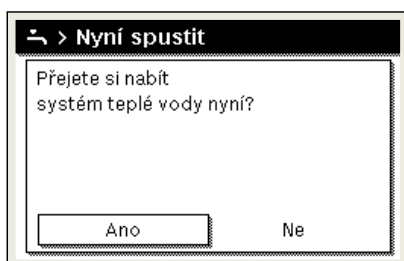 > Nyní spustit
Přejete si nabít
systém teplé vody nyní?
Ano
Ne